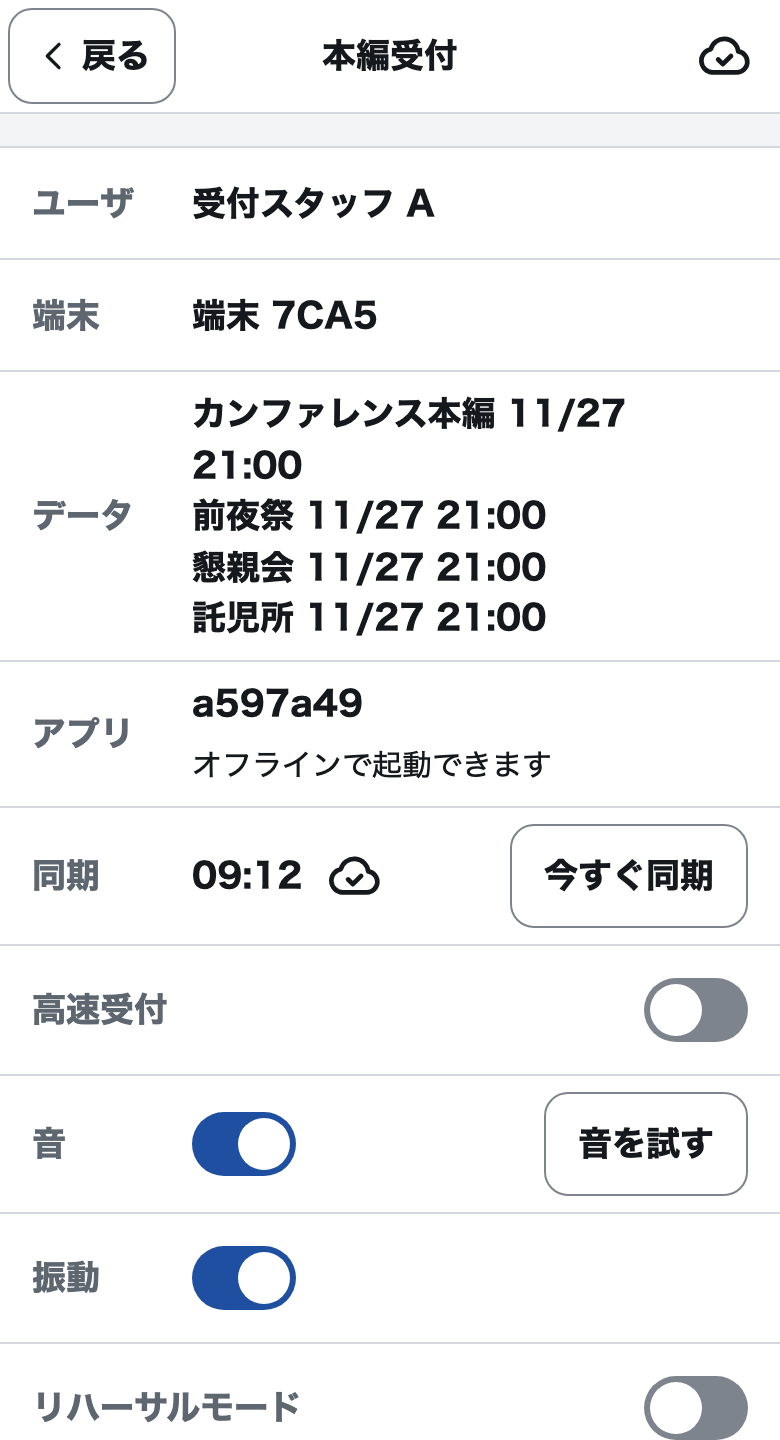 戻る
本編受付
ユーザ 受付スタッフ A
端末 端末 7CA5
データ カンファレンス本編 11/27
21:00
前夜祭 11/27 21:00
懇親会 11/27 21:00
託児所 11/27 21:00
アプリ a597a49
オフラインで起動できます
同期 09:12 今すぐ同期
高速受付
音 音を試す
振動
リハーサルモード